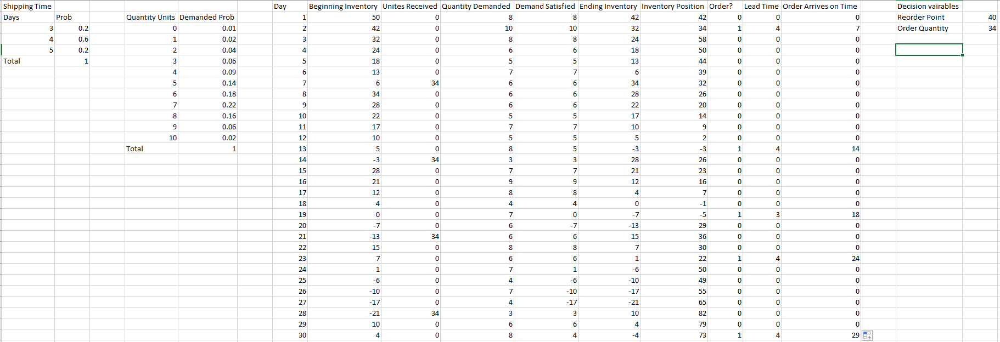 Shipping Time Day Beginning Inventory Unites Received Quantity Demanded Demand Satisfied Ending Inventory Inventory Position Order? Lead Time Order Arrives on Time Decision vairables
Days Prob Quantity Units Demanded Prob 1 50 0 8 8 42 42 0 0 0 Reorder Point 40
3 0.2 0 0.01 2 42 0 10 10 32 34 1 4 7 Order Quantity 34
4 0.6 1 0.02 3 32 0 8 8 24 58 0 0 0
5 0.2 2 0.04 4 24 0 6 6 18 50 0 0 0
Total 1 3 0.06 5 18 0 5 5 13 44 0 0 0
4 0.09 6 13 0 7 7 6 39 0 0 0
5 0.14 7 6 34 6 6 34 32 0 0 0
6 0.18 8 34 0 6 6 28 26 0 0 0
7 0.22 9 28 0 6 6 22 20 0 0 0
8 0.16 10 22 0 5 5 17 14 0 0 0
9 0.06 11 17 0 7 7 10 9 0 0 0
10 0.02 12 10 0 5 5 5 2 0 0 0
Total 1 13 5 0 8 5 -3 -3 1 4 14
14 -3 34 3 3 28 26 0 0 0
15 28 0 7 7 21 23 0 0 0
16 21 0 9 9 12 16 0 0 0
17 12 0 8 8 4 7 0 0 0
18 4 0 4 4 0 -1 0 0 0
19 0 0 7 0 -7 -5 1 3 18
20 -7 0 6 -7 -13 29 0 0 0
21 -13 34 6 6 15 36 0 0 0
22 15 0 8 8 7 30 0 0 0
23 7 0 6 6 1 22 1 4 24
24 1 0 7 1 -6 50 0 0 0
25 -6 0 4 -6 -10 49 0 0 0
26 -10 0 7 -10 -17 55 0 0 0
27 -17 0 4 -17 -21 65 0 0 0
28 -21 34 3 3 10 82 0 0 0
29 10 0 6 6 4 79 0 0 0
30 4 0 8 4 -4 73 1 4 29